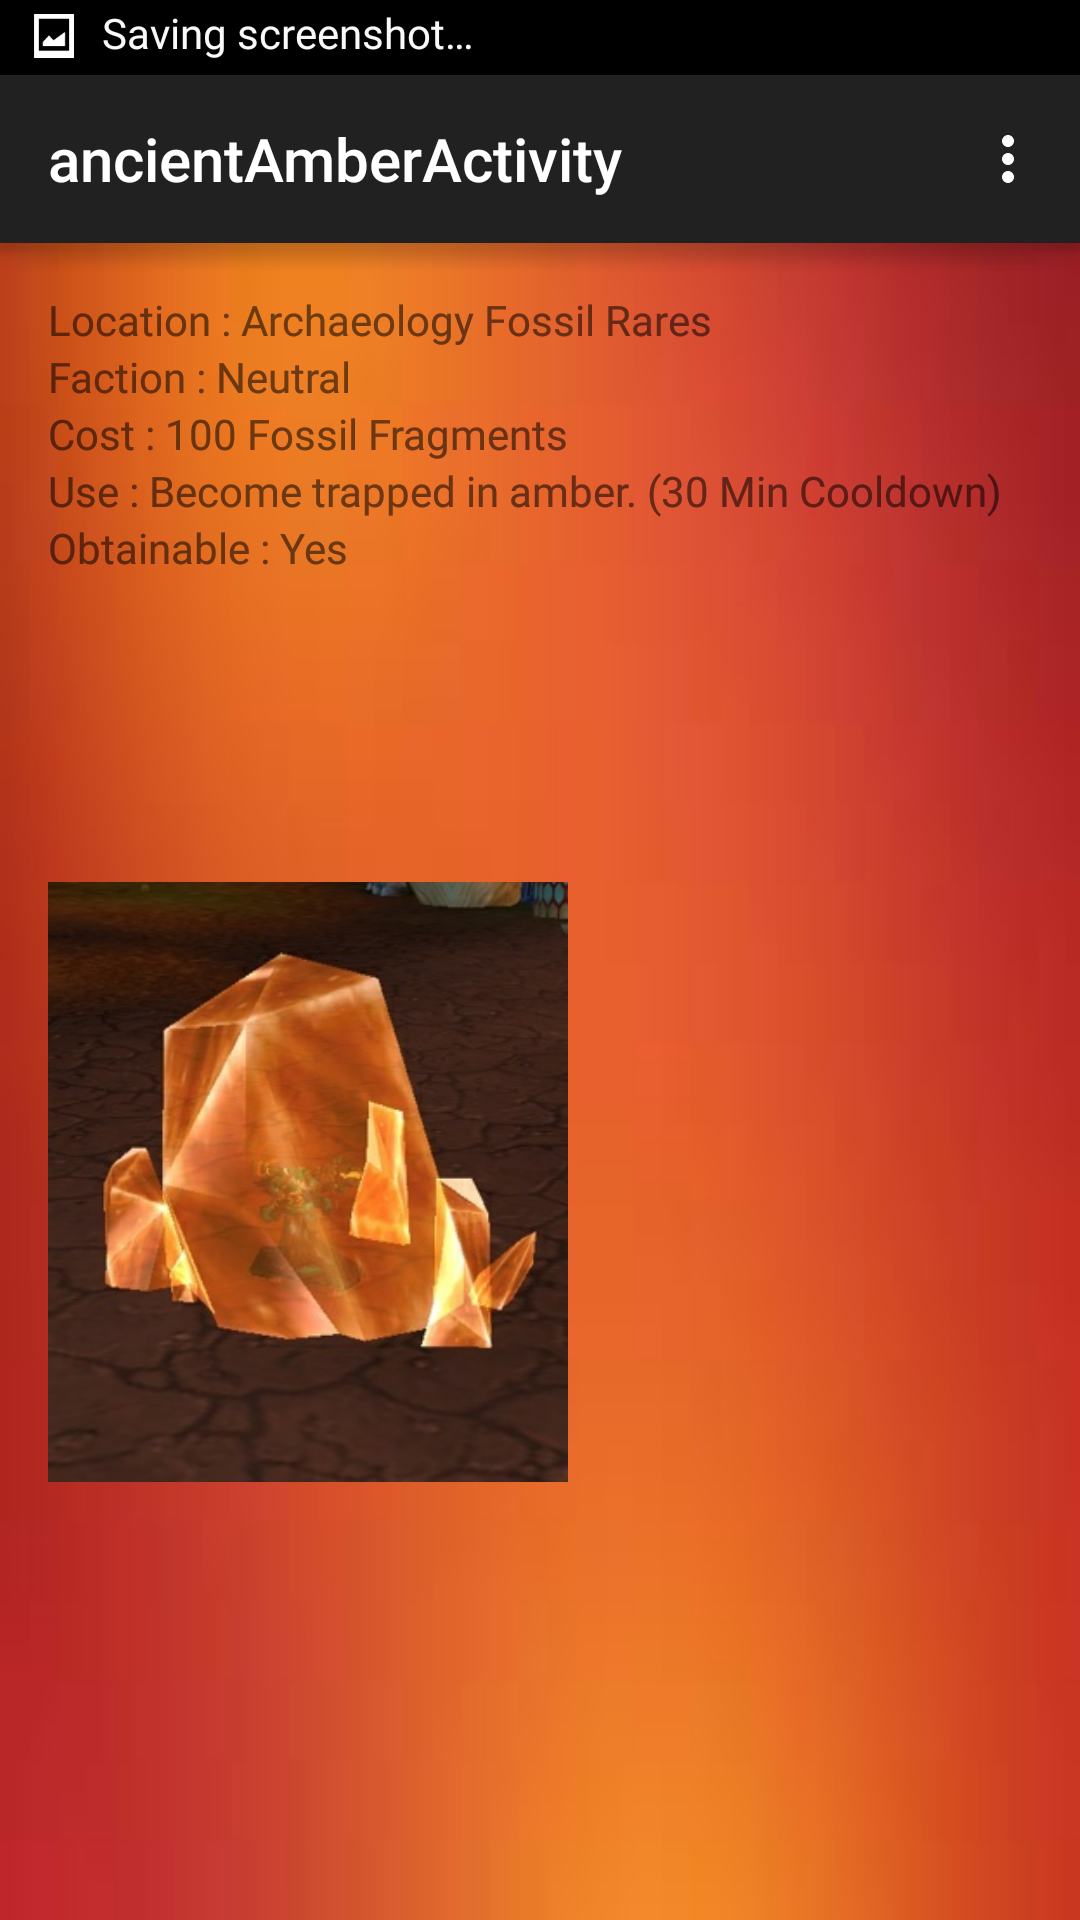 Saving screenshot...
ancientAmberActivity
Location : Archaeology Fossil Rares
Faction : Neutral
Cost : 100 Fossil Fragments
Use : Become trapped in amber. (30 Min Cooldown)
Obtainable : Yes